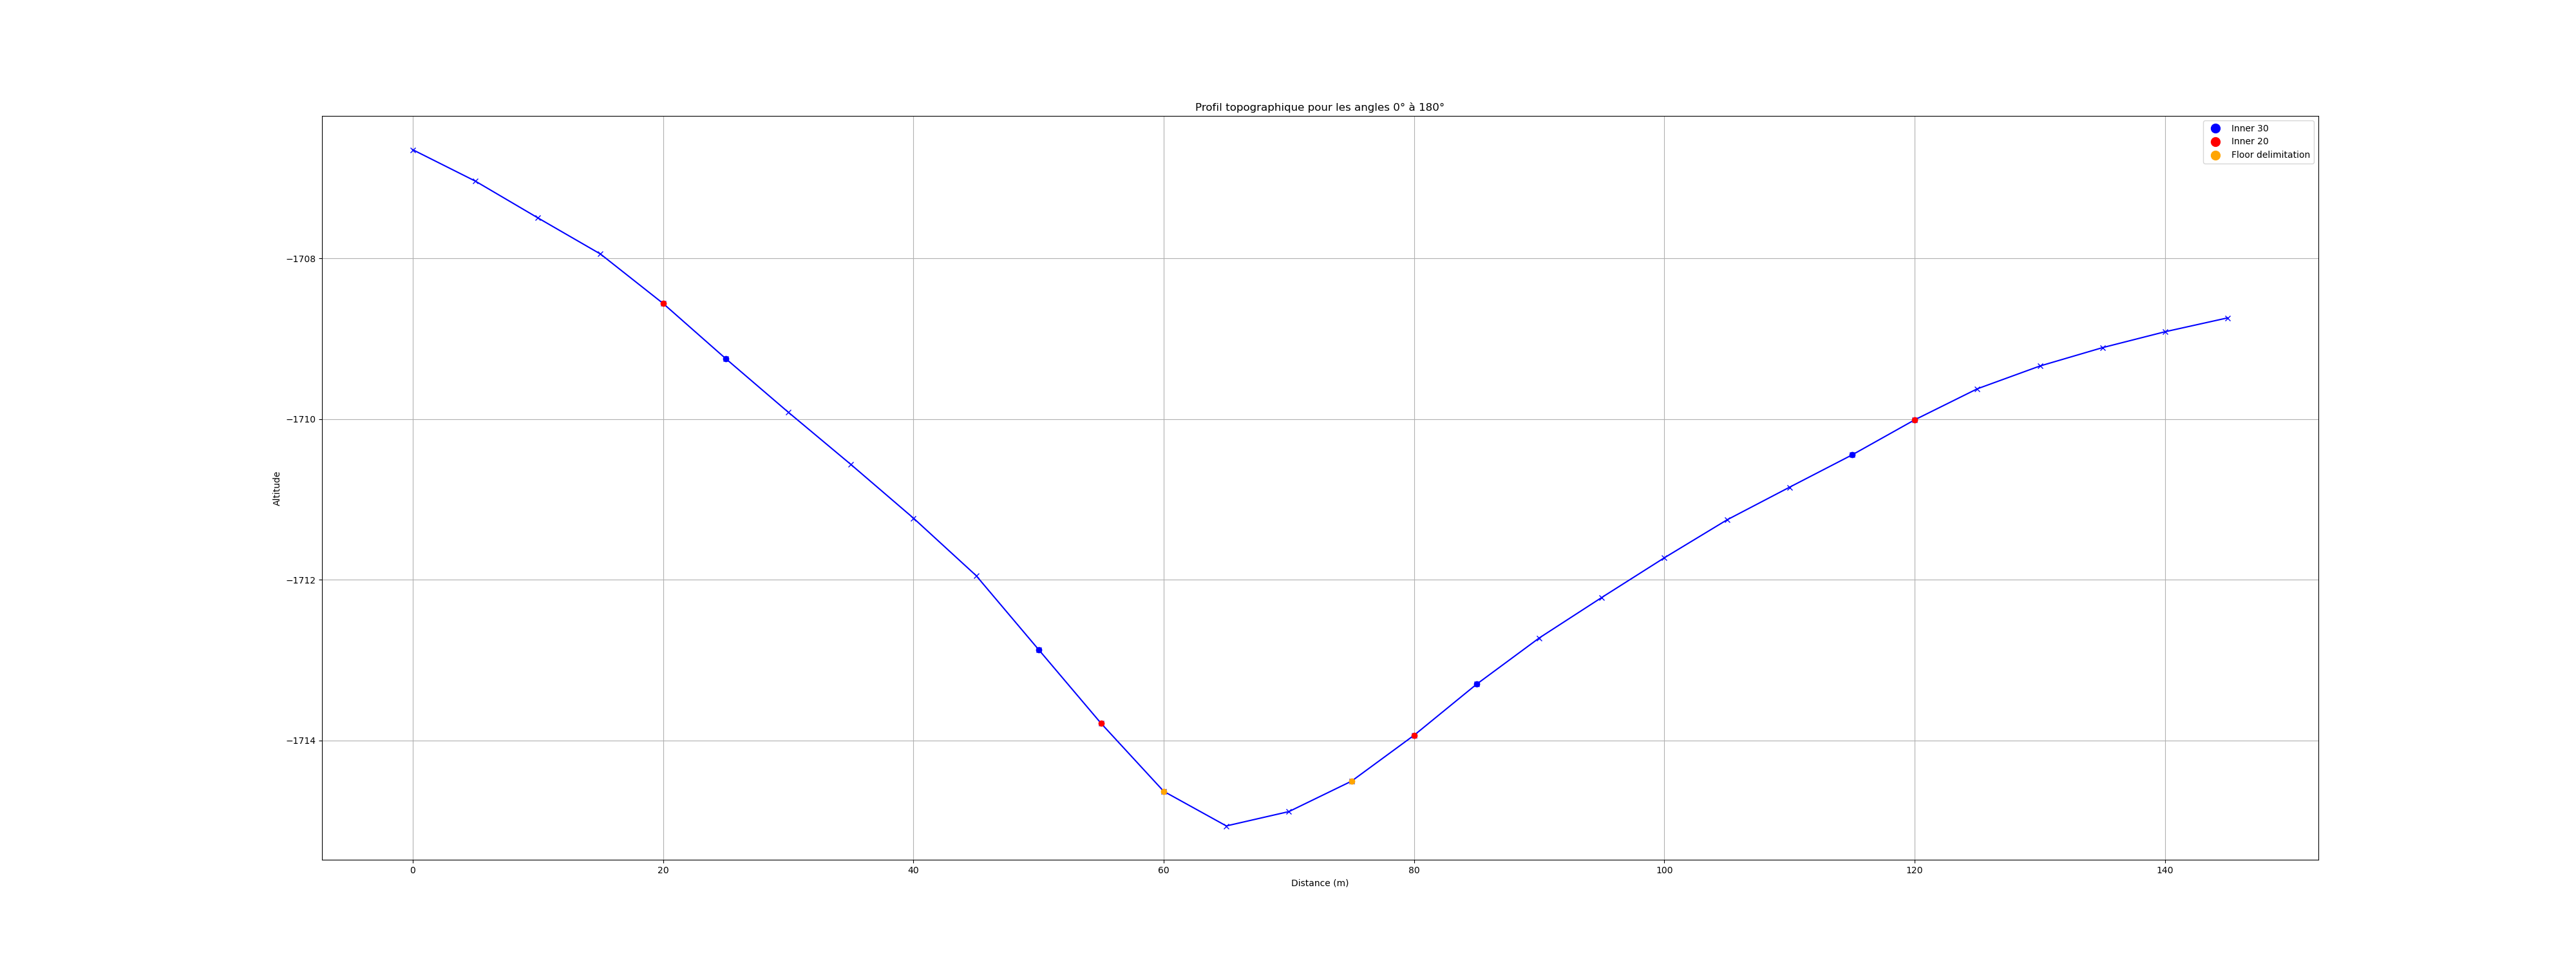 Profil topographique pour les angles 0° à 180°
Inner 30
Inner 20
Floor delimitation
−1708
−1710
−1712
−1714
Altitude
0 20 40 60 80 100 120 140
Distance (m)